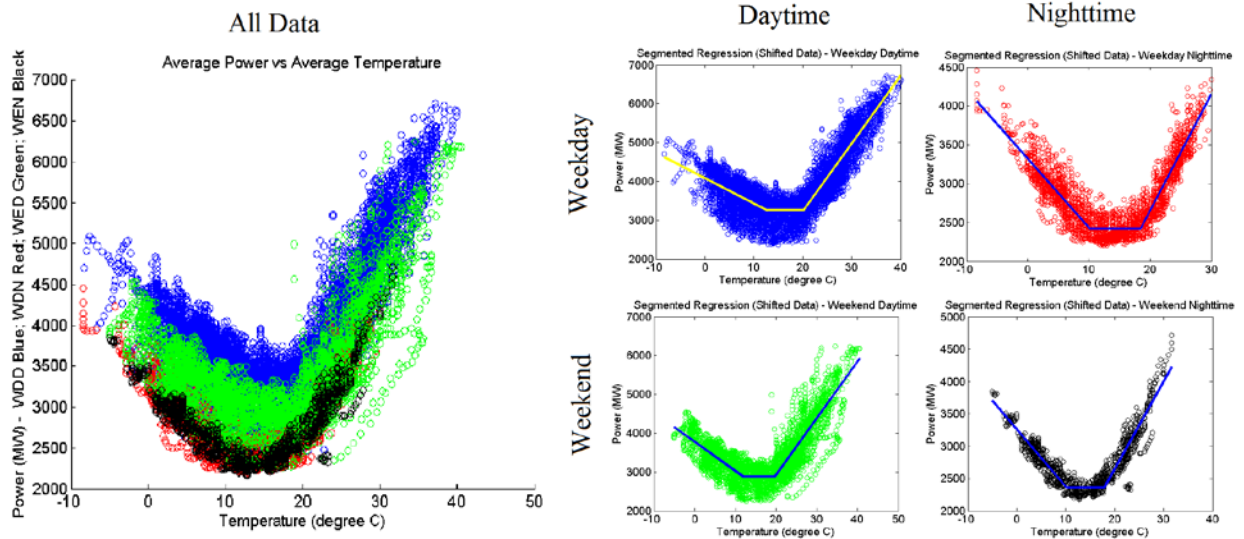 All Data
Average Power vs Average Temperature
Power (MW) - WDD Blue; WDN Red; WED Green: WEN Black
7000
6500
6000
5500
5000
4500
4000
3500
3000
2500
2000
-10 0 10 20 30 40 50
Temperature (degree C)
Daytime
Nighttime
Weekday
Weekend
Segmented Regression (Shifted Data) - Weekday Daytime
Power (MW)
7000
6000
5000
4000
3000
2000
-10 0 10 20 30 40
Temperature (degree C)
Segmented Regression (Shifted Data) - Weekday Nighttime
Power (MW)
4500
4000
3500
3000
2500
2000
-10 0 10 20 30
Temperature (degree C)
Segmented Regression (Shifted Data) - Weekend Daytime
Power (MW)
7000
6000
5000
4000
3000
2000
-10 0 10 20 30 40 50
Temperature (degree C)
Segmented Regression (Shifted Data) - Weekend Nighttime
Power (MW)
5000
4500
4000
3500
3000
2500
2000
-10 0 10 20 30 40
Temperature (degree C)